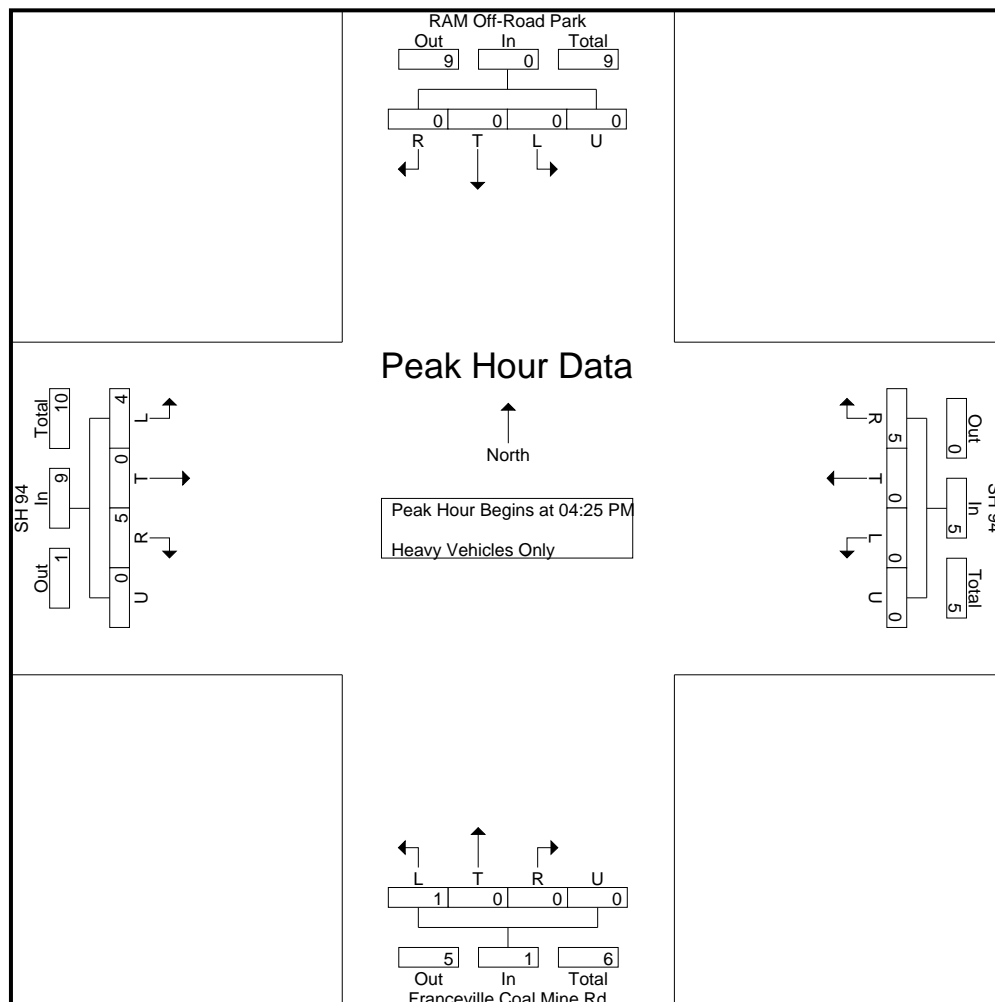 RAM Off-Road Park
Out In Total
9 0 9
0 0 0 0
R T L U
Peak Hour Data
North
Peak Hour Begins at 04:25 PM
Heavy Vehicles Only
SH 94
Out In Total
1 9 10
0 5 0 4
U R T L
R T L U
5 0 0 0
Out In Total
0 5 5
SH 94
L T R U
1 0 0 0
5 1 6
Out In Total
Franceville Coal Mine Rd